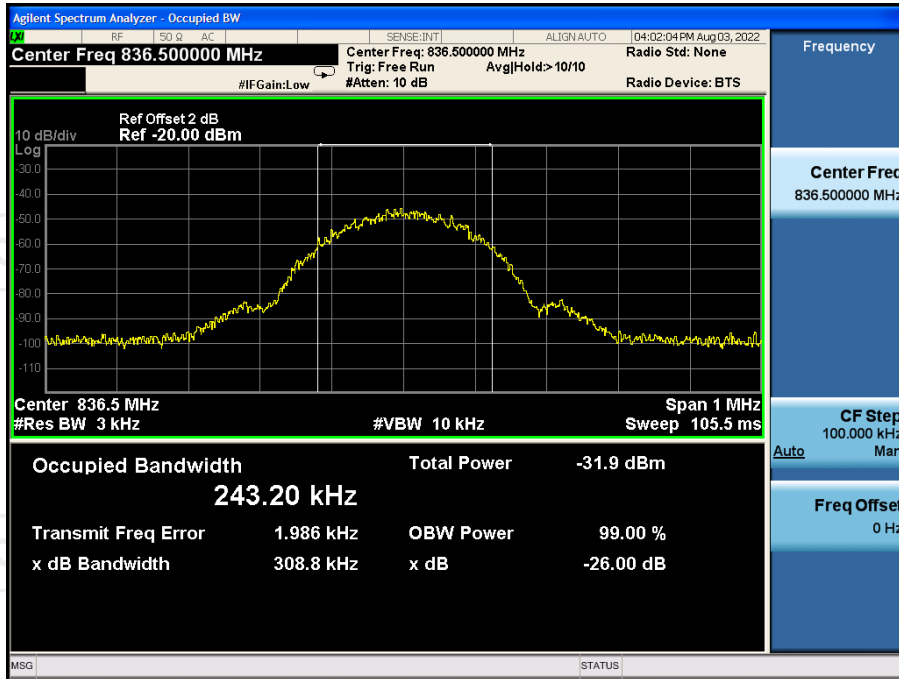 Agilent Spectrum Analyzer - Occupied BW
LXI RF 50 Ω AC SENSE:INT ALIGN AUTO 04:02:04 PM Aug 03, 2022
Center Freq 836.500000 MHz
Center Freq: 836.500000 MHz
Radio Std: None
Trig: Free Run Avg|Hold:> 10/10
#IFGain:Low #Atten: 10 dB Radio Device: BTS
Frequency
Ref Offset 2 dB
10 dB/div Ref -20.00 dBm
Log
-30.0
-40.0
-50.0
-60.0
-70.0
-80.0
-90.0
-100
-110
Center 836.5 MHz Span 1 MHz
#Res BW 3 kHz #VBW 10 kHz Sweep 105.5 ms
Occupied Bandwidth Total Power -31.9 dBm
243.20 kHz
Transmit Freq Error 1.986 kHz OBW Power 99.00 %
x dB Bandwidth 308.8 kHz x dB -26.00 dB
Center Freq
836.500000 MHz
CF Step
100.000 kHz
Auto Man
Freq Offset
0 Hz
MSG STATUS